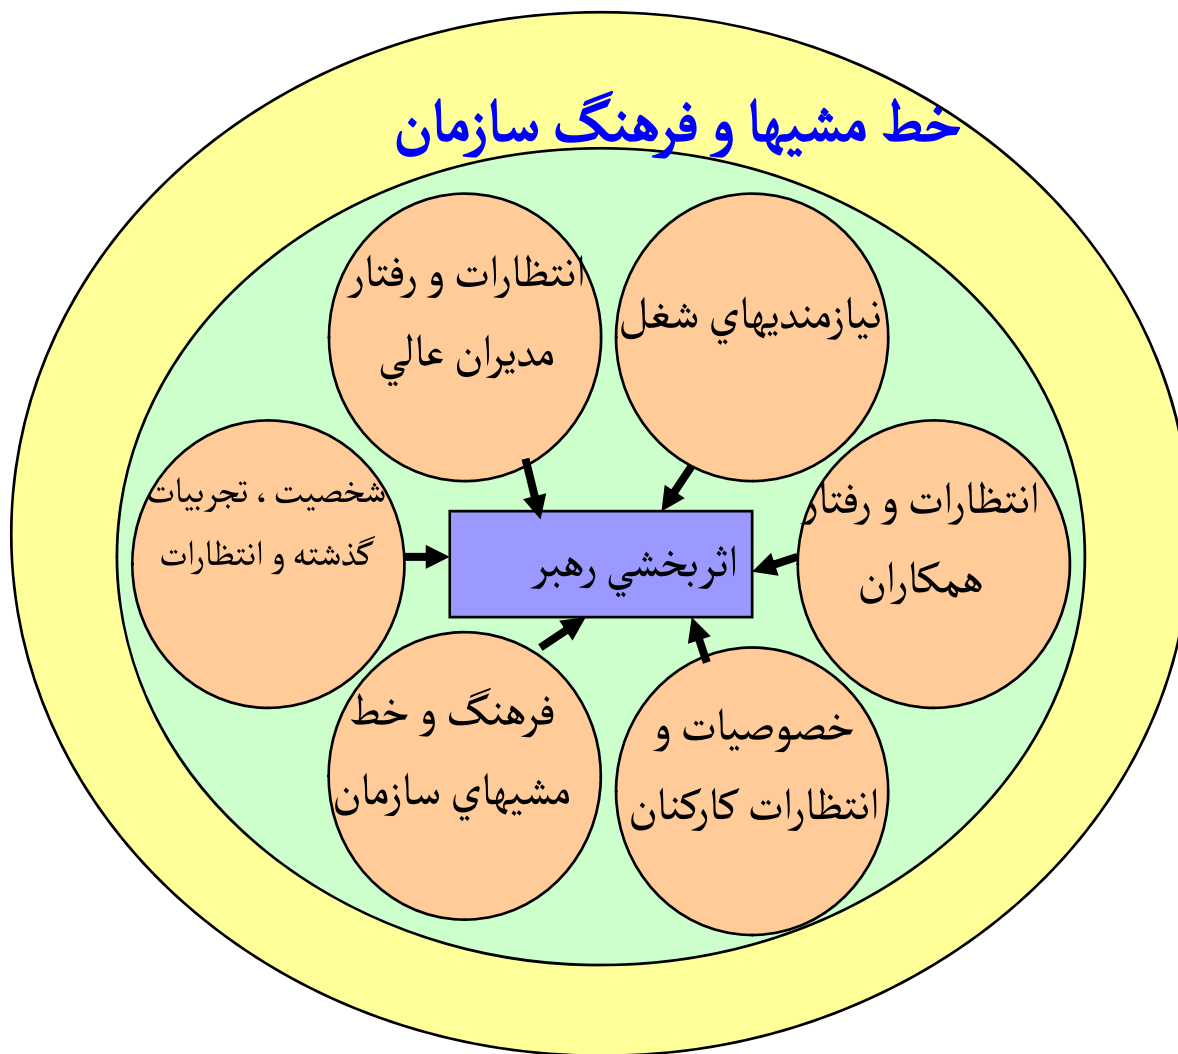 خط مشيها و فرهنگ سازمان
نيازمنديهاي شغل
انتظارات و رفتار
مديران عالي
انتظارات و رفتار
همكاران
شخصيت ، تجربيات
گذشته و انتظارات
اثربخشي رهبر
خصوصيات و
انتظارات كاركنان
فرهنگ و خط
مشيهاي سازمان